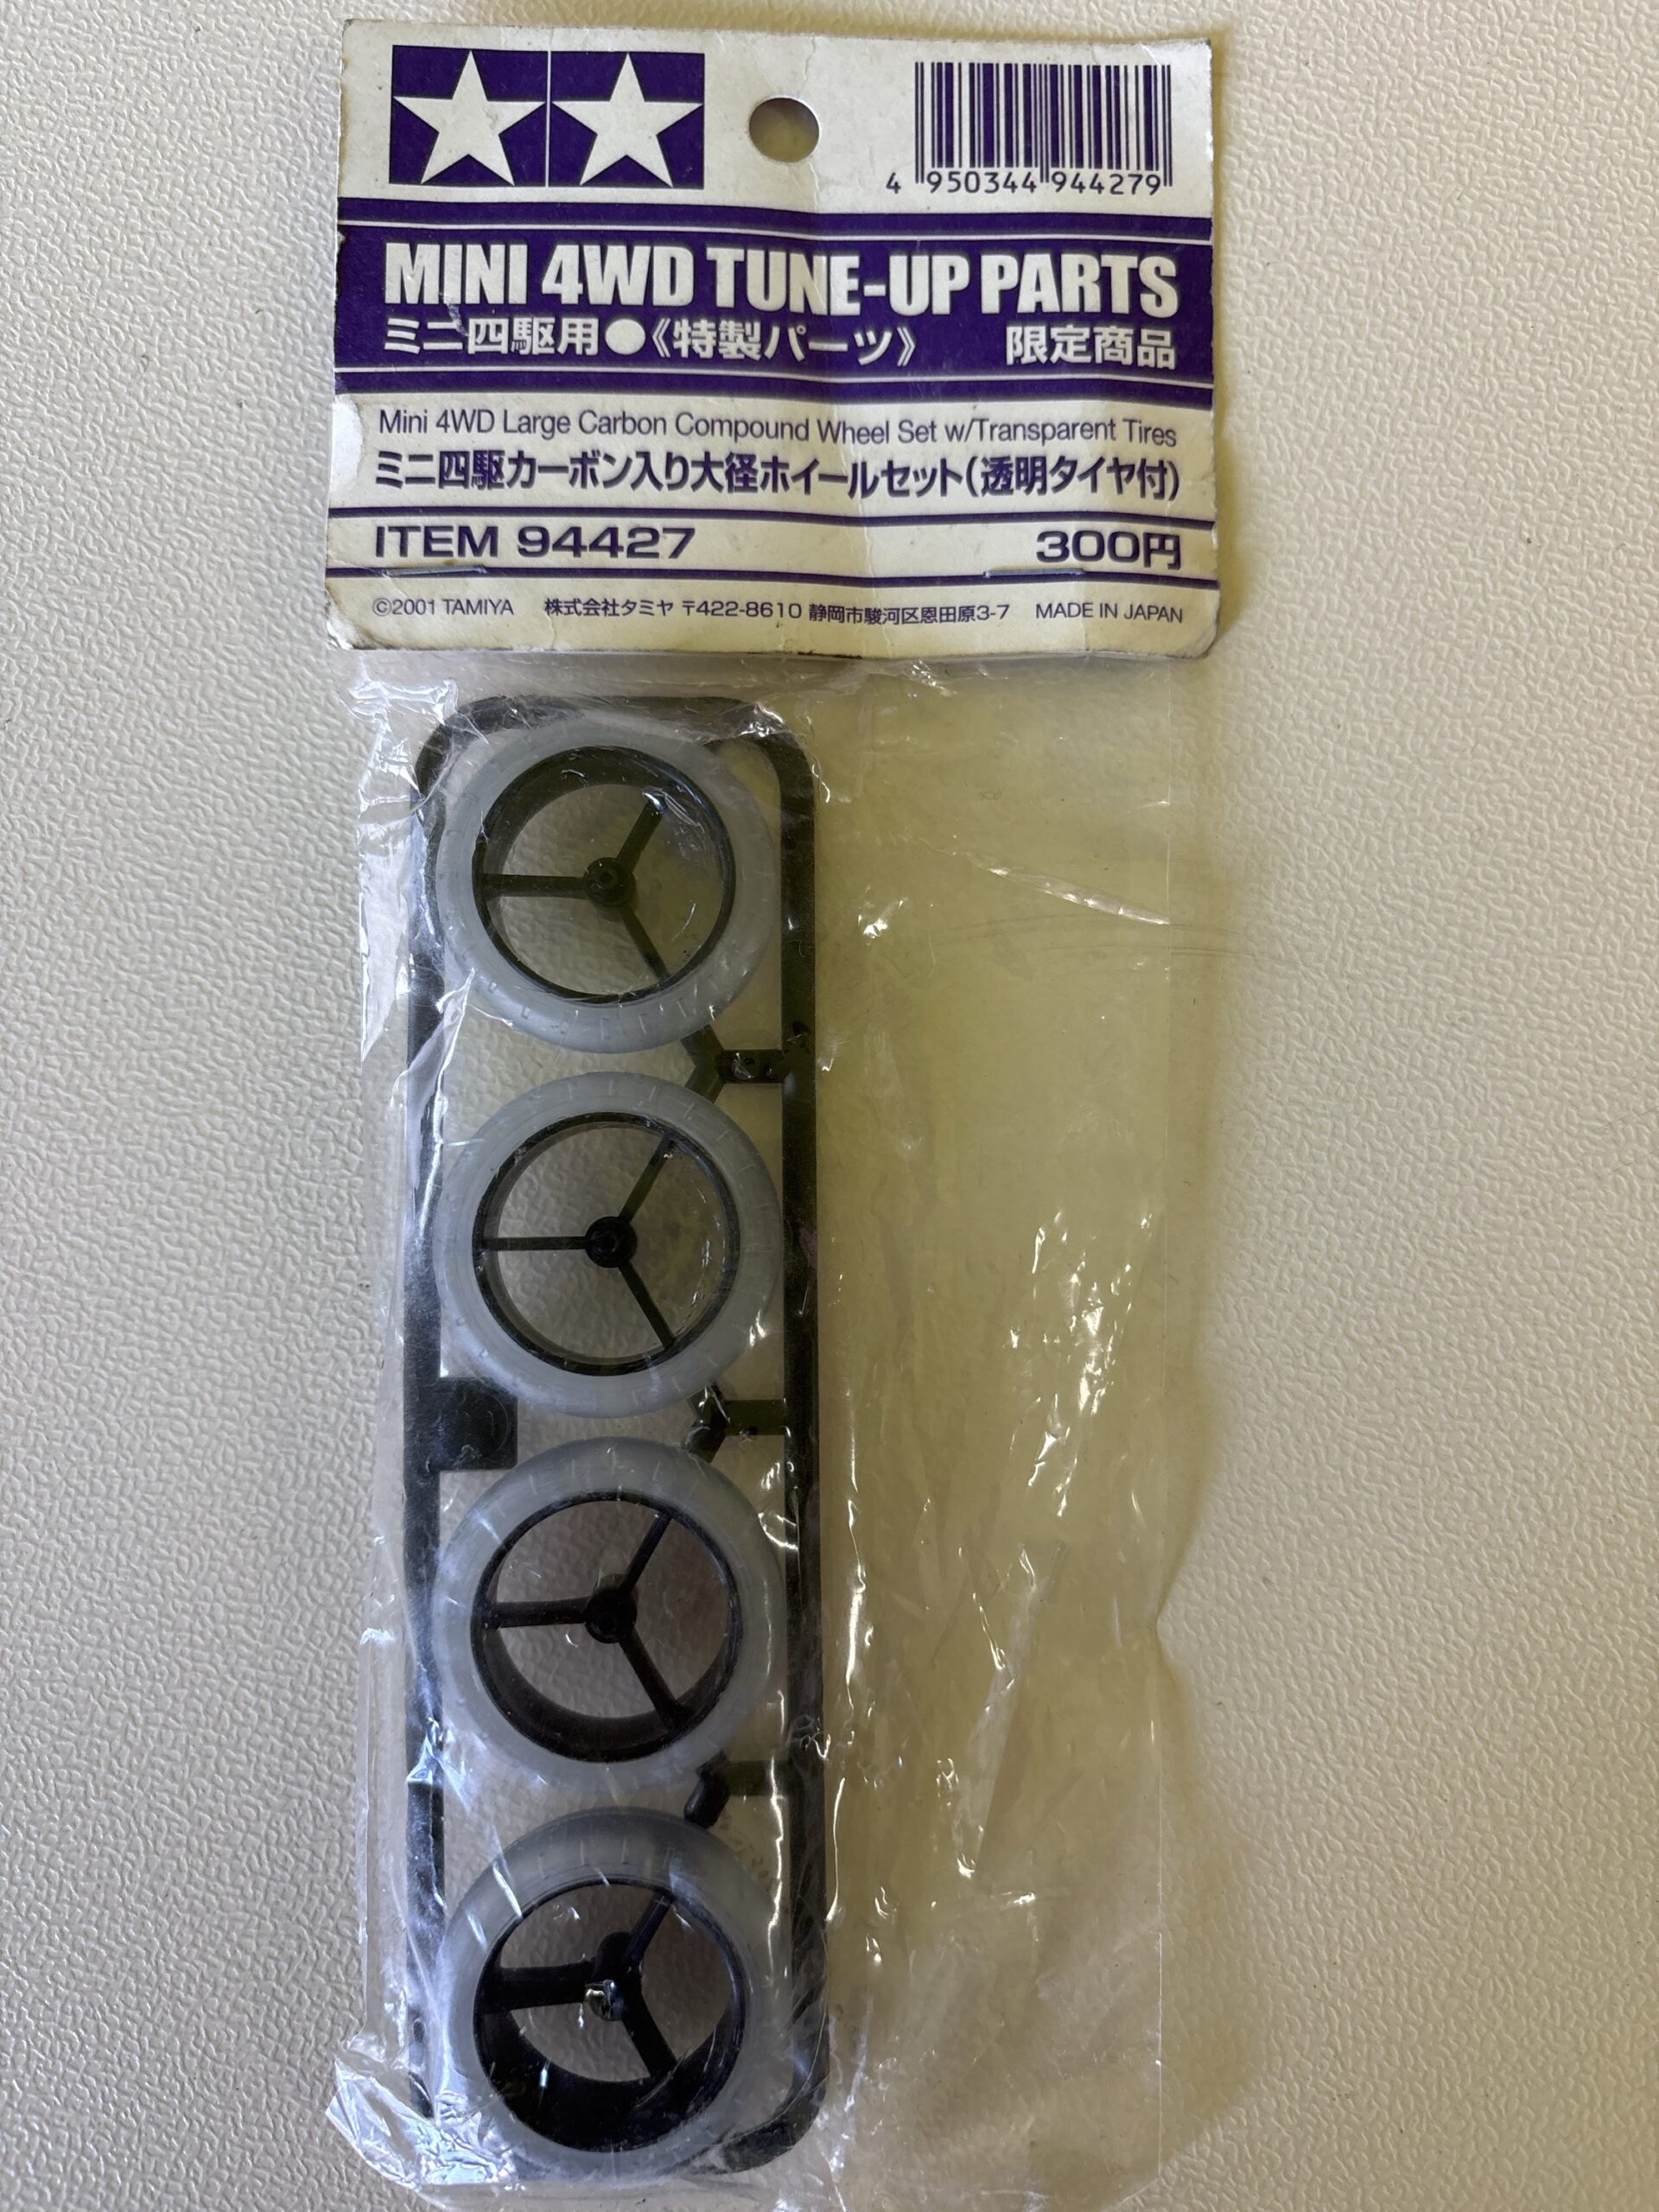 4 950344 944279
MINI 4WD TUNE-UP PARTS
ミニ四駆用●《特製パーツ》 限定商品
Mini 4WD Large Carbon Compound Wheel Set w/Transparent Tires
ミニ四駆カーボン入り大径ホイールセット(透明タイヤ付)
ITEM 94427 300円
©2001 TAMIYA 株式会社タミヤ 〒422-8610 静岡市駿河区恩田原3-7 MADE IN JAPAN